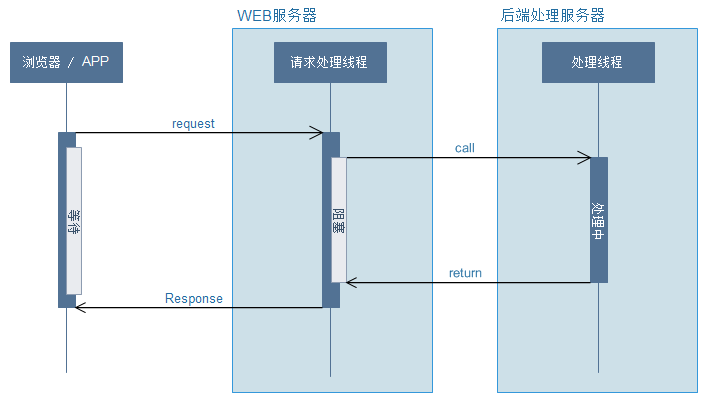 WEB服务器
后端处理服务器
浏览器 / APP
请求处理线程
处理线程
request
call
等待
阻塞
处理中
return
Response